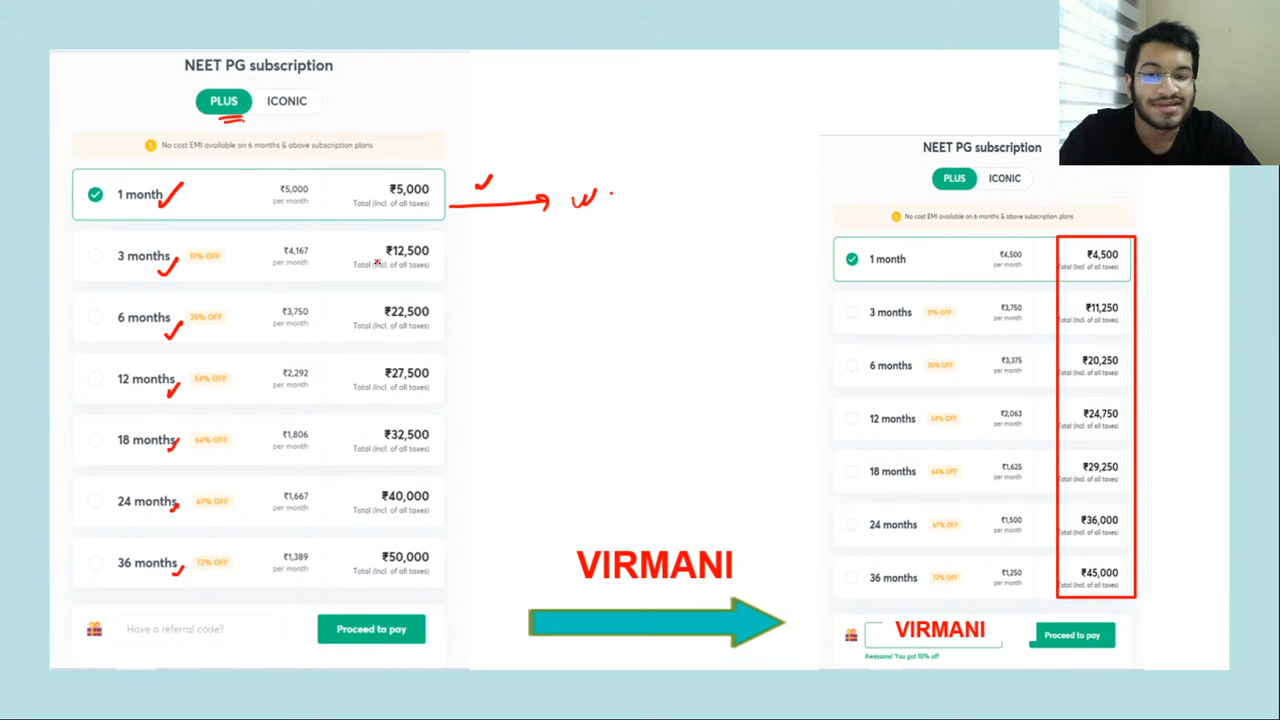 NEET PG subscription
PLUS ICONIC
No cost EMI available on 6 months & above subscription plans
1 month ₹5,000 ₹5,000
per month Total (Incl. of all taxes)
3 months 17% OFF ₹4,167 ₹12,500
per month Total (Incl. of all taxes)
6 months 25% OFF ₹3,750 ₹22,500
per month Total (Incl. of all taxes)
12 months 54% OFF ₹2,292 ₹27,500
per month Total (Incl. of all taxes)
18 months 64% OFF ₹1,806 ₹32,500
per month Total (Incl. of all taxes)
24 months 67% OFF ₹1,667 ₹40,000
per month Total (Incl. of all taxes)
36 months 72% OFF ₹1,389 ₹50,000
per month Total (Incl. of all taxes)
Have a referral code? Proceed to pay
VIRMANI
NEET PG subscription
PLUS ICONIC
No cost EMI available on 6 months & above subscription plans
1 month ₹4,500 ₹4,500
per month Total (Incl. of all taxes)
3 months 17% OFF ₹3,750 ₹11,250
per month Total (Incl. of all taxes)
6 months 25% OFF ₹3,375 ₹20,250
per month Total (Incl. of all taxes)
12 months 54% OFF ₹2,063 ₹24,750
per month Total (Incl. of all taxes)
18 months 64% OFF ₹1,625 ₹29,250
per month Total (Incl. of all taxes)
24 months 67% OFF ₹1,500 ₹36,000
per month Total (Incl. of all taxes)
36 months 72% OFF ₹1,250 ₹45,000
per month Total (Incl. of all taxes)
VIRMANI Proceed to pay
Awesome! You got 10% off